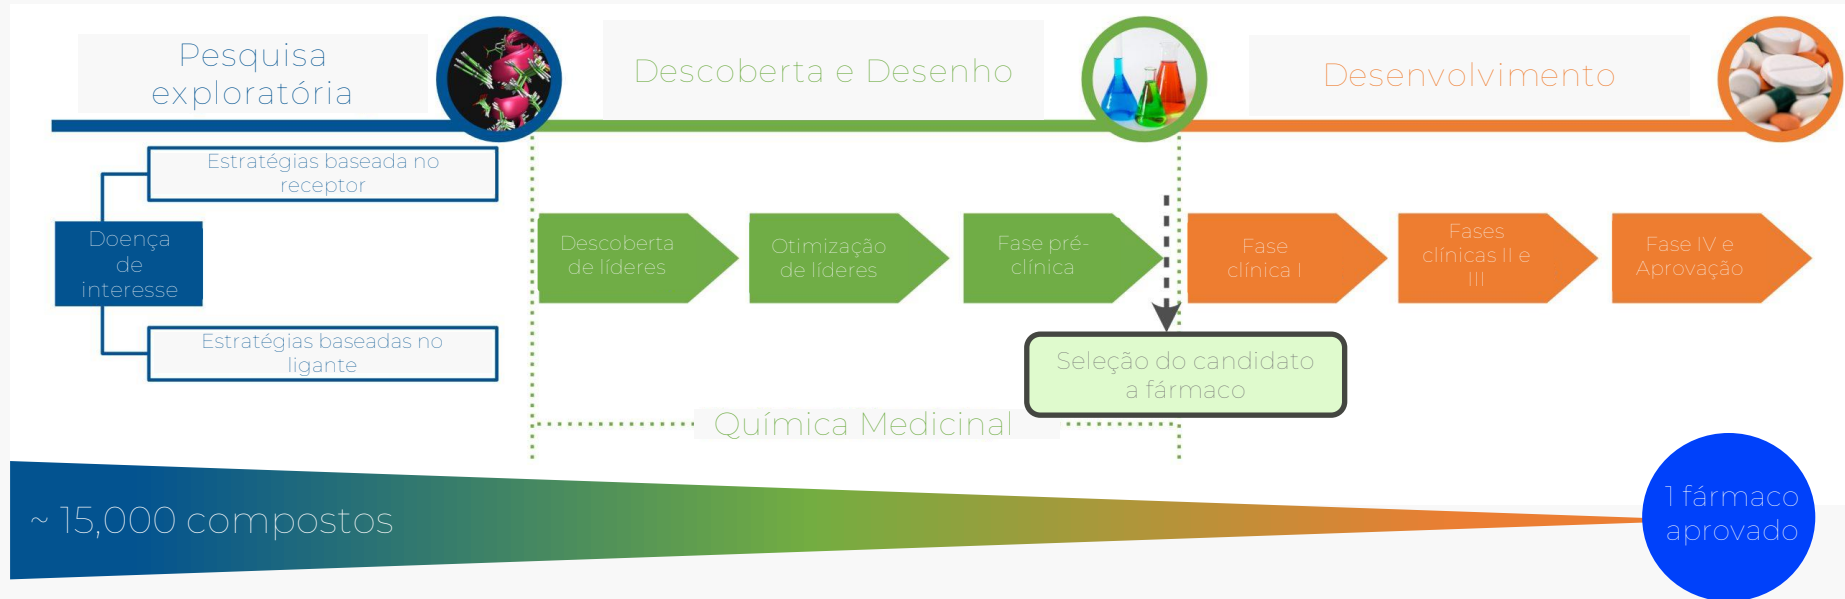 Pesquisa
exploratória
Descoberta e Desenho
Desenvolvimento
Estratégias baseada no
receptor
Doença
de
interesse
Estratégias baseadas no
ligante
Descoberta
de líderes
Otimização
de líderes
Fase pré-
clínica
Fase
clínica I
Fases
clínicas II e
III
Fase IV e
Aprovação
Seleção do candidato
a fármaco
Química Medicinal
~ 15,000 compostos
1 fármaco
aprovado